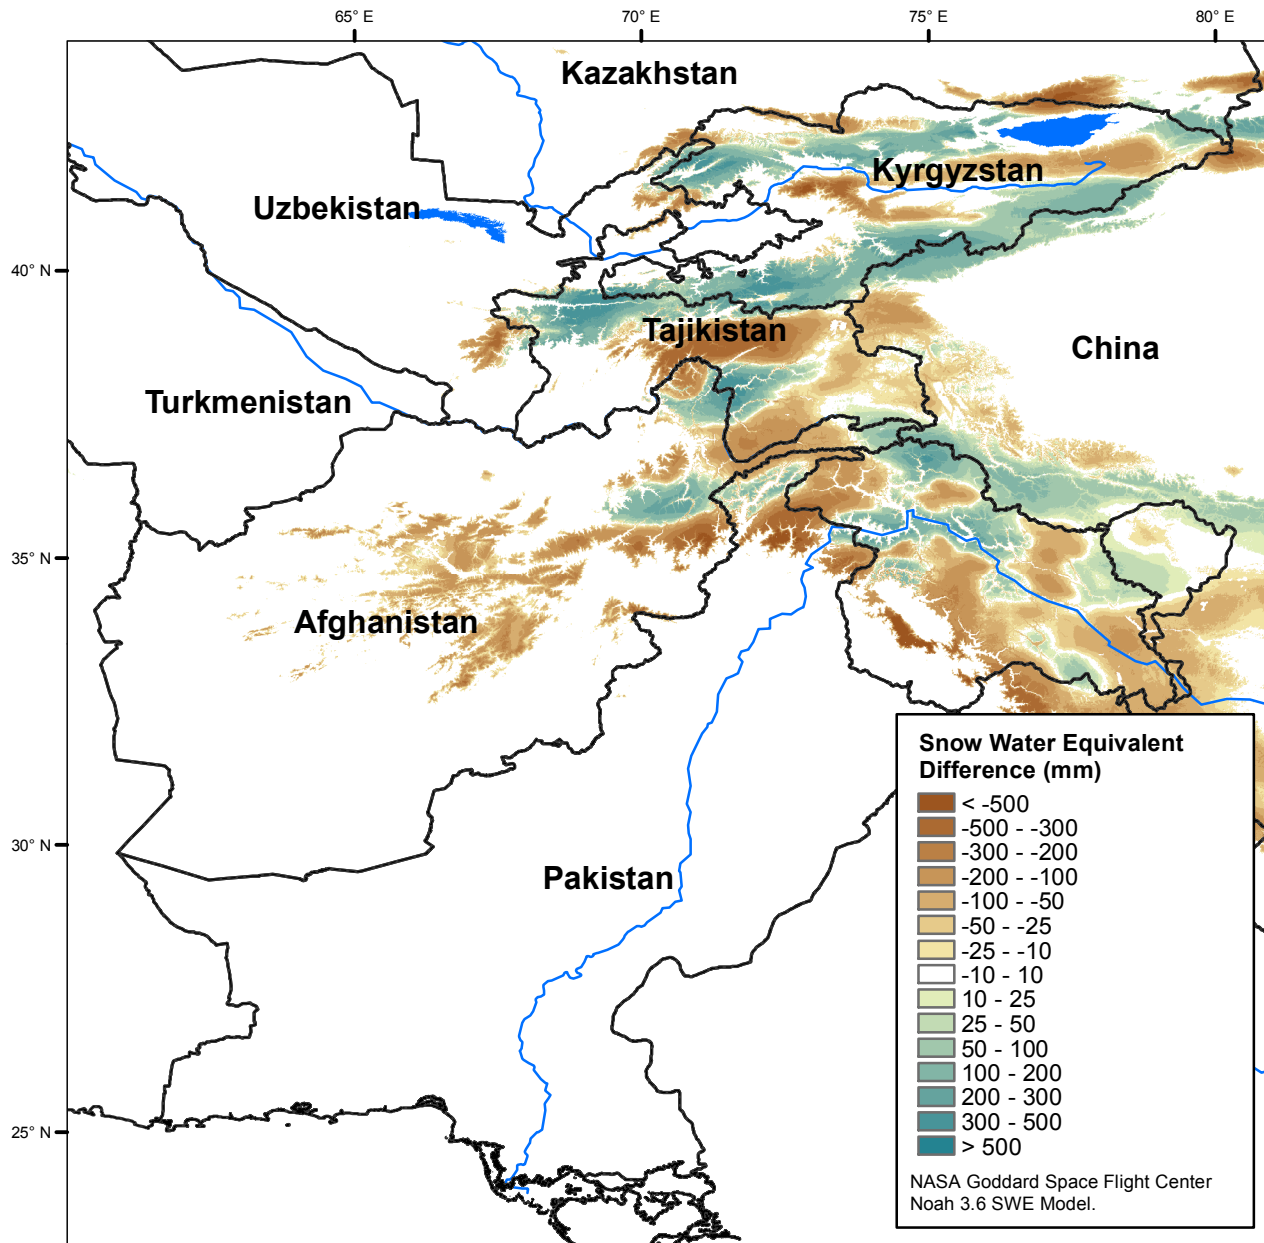 65° E
70° E
75° E
80° E
Kazakhstan
Kyrgyzstan
Uzbekistan
40° N
Tajikistan
China
Turkmenistan
35° N
Afghanistan
Snow Water Equivalent
Difference (mm)
< -500
-500 - -300
-300 - -200
-200 - -100
-100 - -50
-50 - -25
-25 - -10
-10 - 10
10 - 25
25 - 50
50 - 100
100 - 200
200 - 300
300 - 500
> 500
NASA Goddard Space Flight Center
Noah 3.6 SWE Model.
30° N
Pakistan
25° N